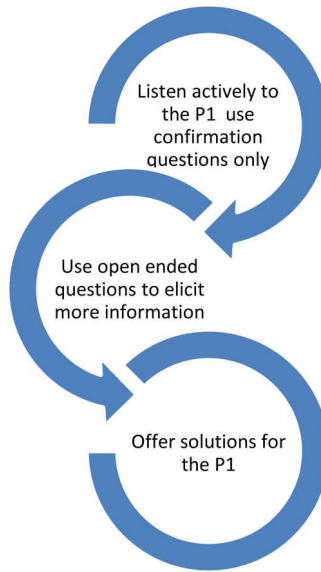 Listen actively to
the P1 use
confirmation
questions only
Use open ended
questions to elicit
more information
Offer solutions for
the P1